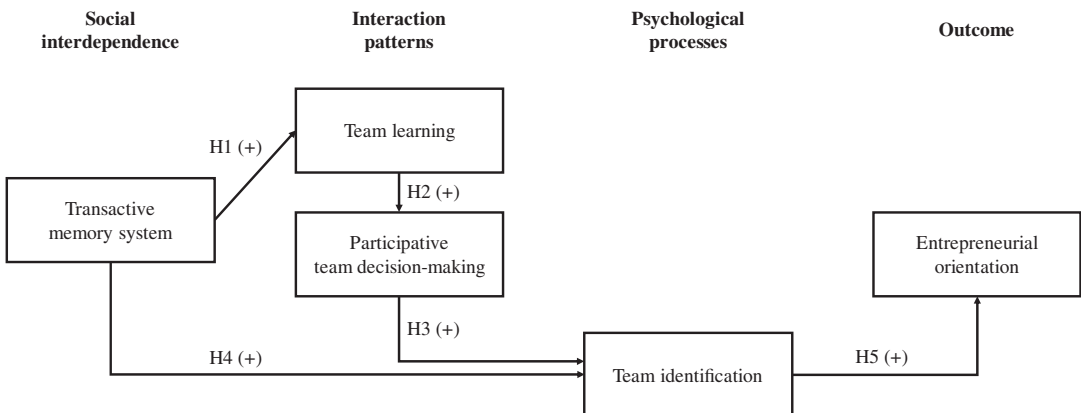 Social
interdependence
Interaction
patterns
Psychological
processes
Outcome
Team learning
H1 (+)
H2 (+)
Transactive
memory system
Participative
team decision-making
Entrepreneurial
orientation
H3 (+)
H4 (+)
H5 (+)
Team identification